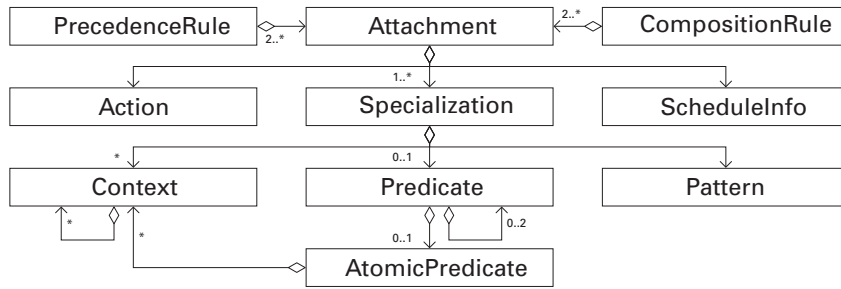 PrecedenceRule 2..* Attachment 2..* CompositionRule
1..*
Action Specialization ScheduleInfo
* 0..1
Context Predicate Pattern
* * 0..1 0..2
AtomicPredicate